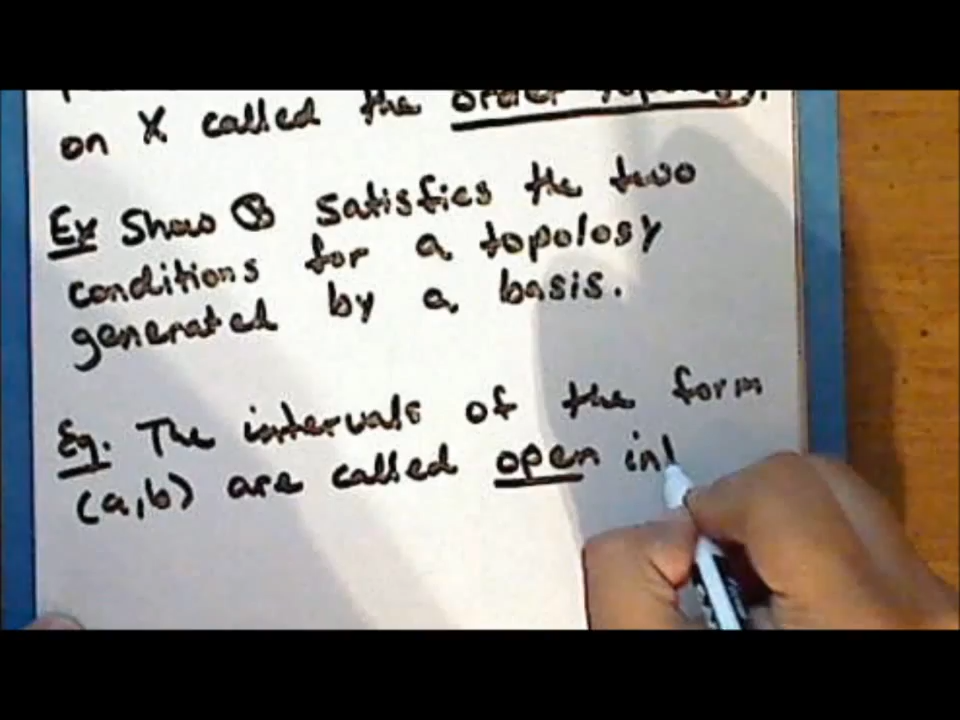 on X called the order topology.
Ex Show B satisfies the two
conditions for a topology
generated by a basis.
Eg. The intervals of the form
(a,b) are called open int